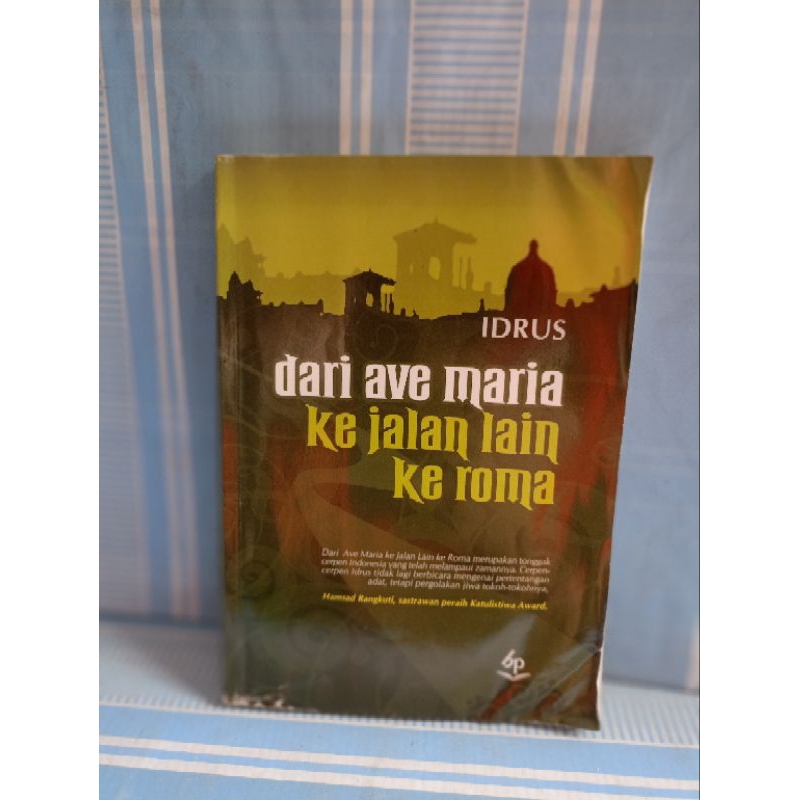 IDRUS
dari ave maria
ke jalan lain
ke roma
Dari Ave Maria ke Jalan Lain ke Roma merupakan tonggak
cerpen Indonesia yang telah melampaui zamannya. Cerpen-
cerpen Idrus tidak lagi berbicara mengenai pertentangan
adat, tetapi pergolakan jiwa tokoh-tokohnya,
Hamsad Rangkuti, sastrawan peraih Katulistiwa Award.
bp